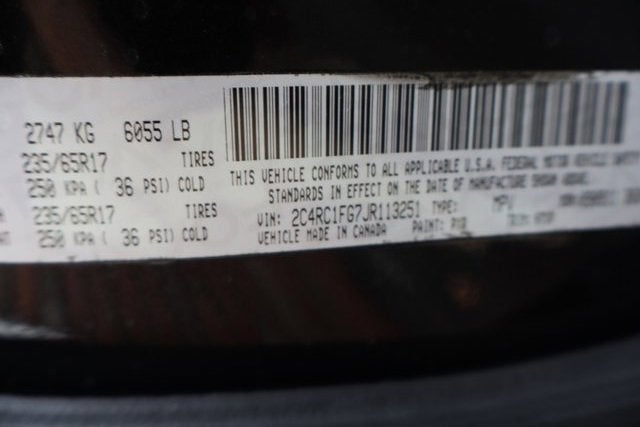 2747 KG 6055 LB
235/65R17 TIRES
250 KPA ( 36 PSI) COLD
235/65R17 TIRES
250 KPA ( 36 PSI) COLD
THIS VEHICLE CONFORMS TO ALL APPLICABLE U.S.A. FEDERAL MOTOR VEHICLE
STANDARDS IN EFFECT ON THE DATE OF MANUFACTURE SHOWN ABOVE.
VIN: 2C4RC1FG7JR113251 TYPE: MPV
VEHICLE MADE IN CANADA PAINT: